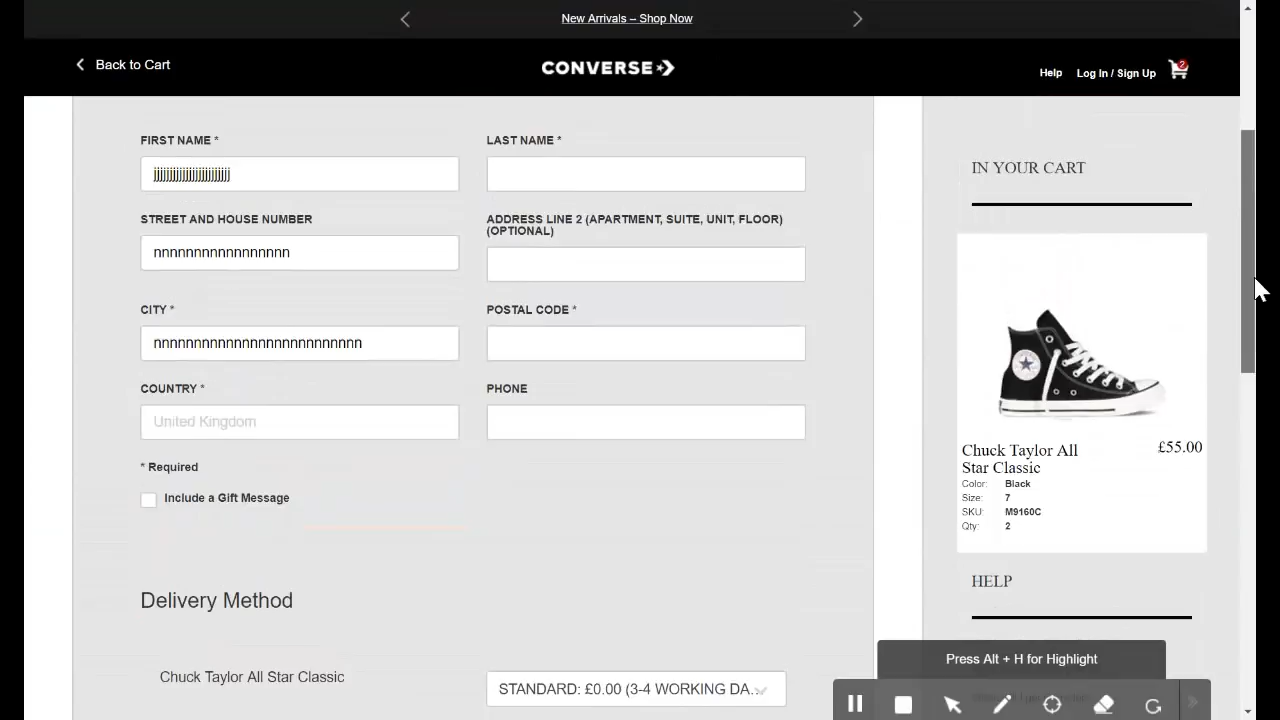 New Arrivals – Shop Now
Back to Cart
CONVERSE
Help
Log In / Sign Up
2
FIRST NAME *
LAST NAME *
STREET AND HOUSE NUMBER
ADDRESS LINE 2 (APARTMENT, SUITE, UNIT, FLOOR)
(OPTIONAL)
nnnnnnnnnnnnnnnnn
CITY *
POSTAL CODE *
nnnnnnnnnnnnnnnnnnnnnnnnnn
COUNTRY *
PHONE
United Kingdom
* Required
Include a Gift Message
Delivery Method
Chuck Taylor All Star Classic
STANDARD: £0.00 (3-4 WORKING DA...
IN YOUR CART
Chuck Taylor All
Star Classic
£55.00
Color: Black
Size: 7
SKU: M9160C
Qty: 2
HELP
Press Alt + H for Highlight